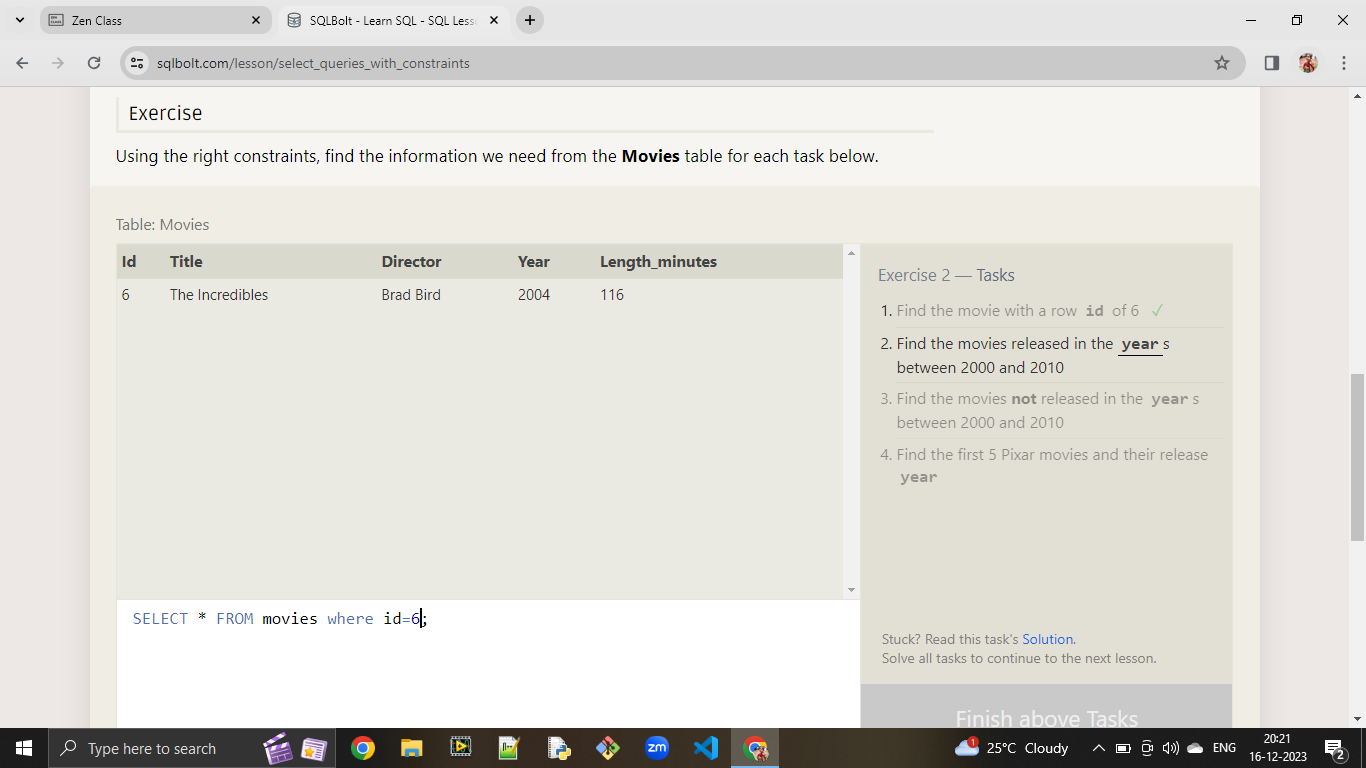 Zen Class
SQLBolt - Learn SQL - SQL Less
sqlbolt.com/lesson/select_queries_with_constraints
Exercise
Using the right constraints, find the information we need from the Movies table for each task below.
Table: Movies
Id Title Director Year Length_minutes
6 The Incredibles Brad Bird 2004 116
Exercise 2 — Tasks
1. Find the movie with a row id of 6 ✓
2. Find the movies released in the year s
between 2000 and 2010
3. Find the movies not released in the year s
between 2000 and 2010
4. Find the first 5 Pixar movies and their release
year
SELECT * FROM movies where id=6;
Stuck? Read this task's Solution.
Solve all tasks to continue to the next lesson.
Finish above Tasks
Type here to search
zm
1
25°C Cloudy
ENG
20:21
16-12-2023
2